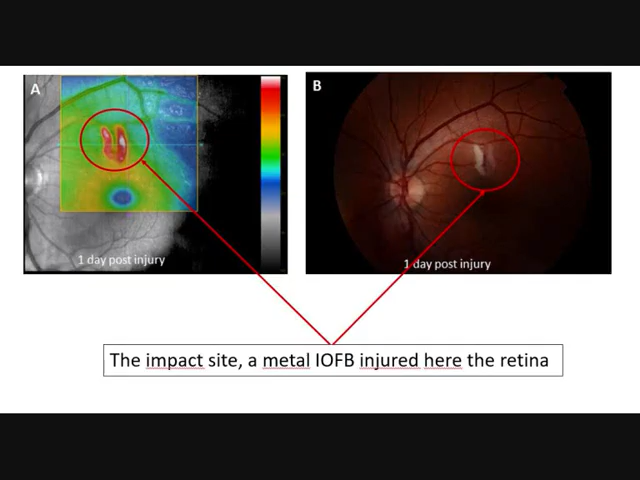 A
B
1 day post injury
1 day post injury
The impact site, a metal IOFB injured here the retina